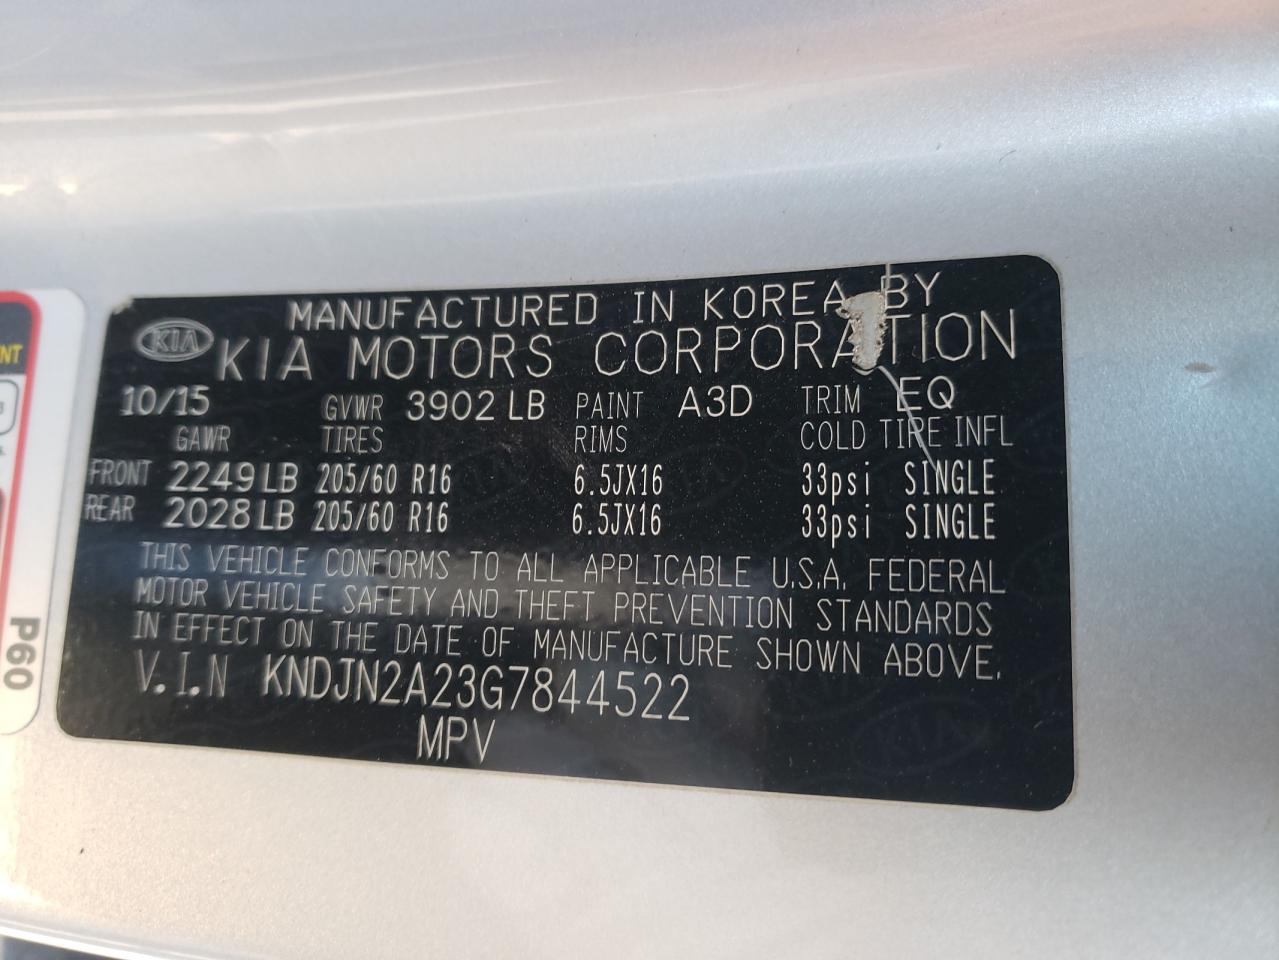 MANUFACTURED IN KOREA BY
KIA KIA MOTORS CORPORATION
10/15 GVWR 3902 LB PAINT A3D TRIM EQ
GAWR TIRES RIMS COLD TIRE INFL
FRONT 2249 LB 205/60 R16 6.5JX16 33psi SINGLE
REAR 2028 LB 205/60 R16 6.5JX16 33psi SINGLE
THIS VEHICLE CONFORMS TO ALL APPLICABLE U.S.A. FEDERAL
MOTOR VEHICLE SAFETY AND THEFT PREVENTION STANDARDS
IN EFFECT ON THE DATE OF MANUFACTURE SHOWN ABOVE.
V.I.N KNDJN2A23G7844522
MPV
P60